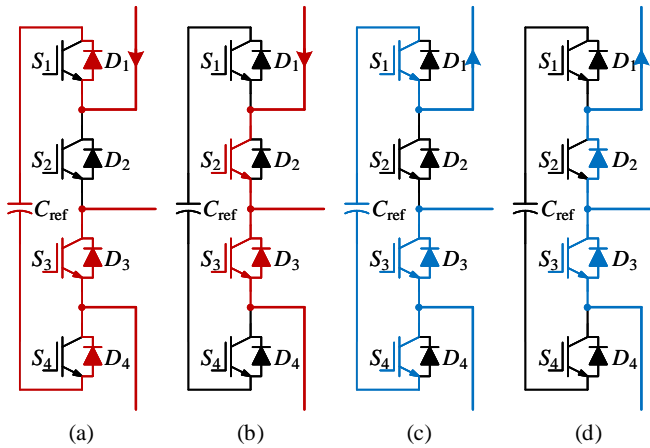 S1 D1 S1 D1 S1 D1 S1 D1
S2 D2 S2 D2 S2 D2 S2 D2
Cref Cref Cref Cref
S3 D3 S3 D3 S3 D3 S3 D3
S4 D4 S4 D4 S4 D4 S4 D4
(a) (b) (c) (d)